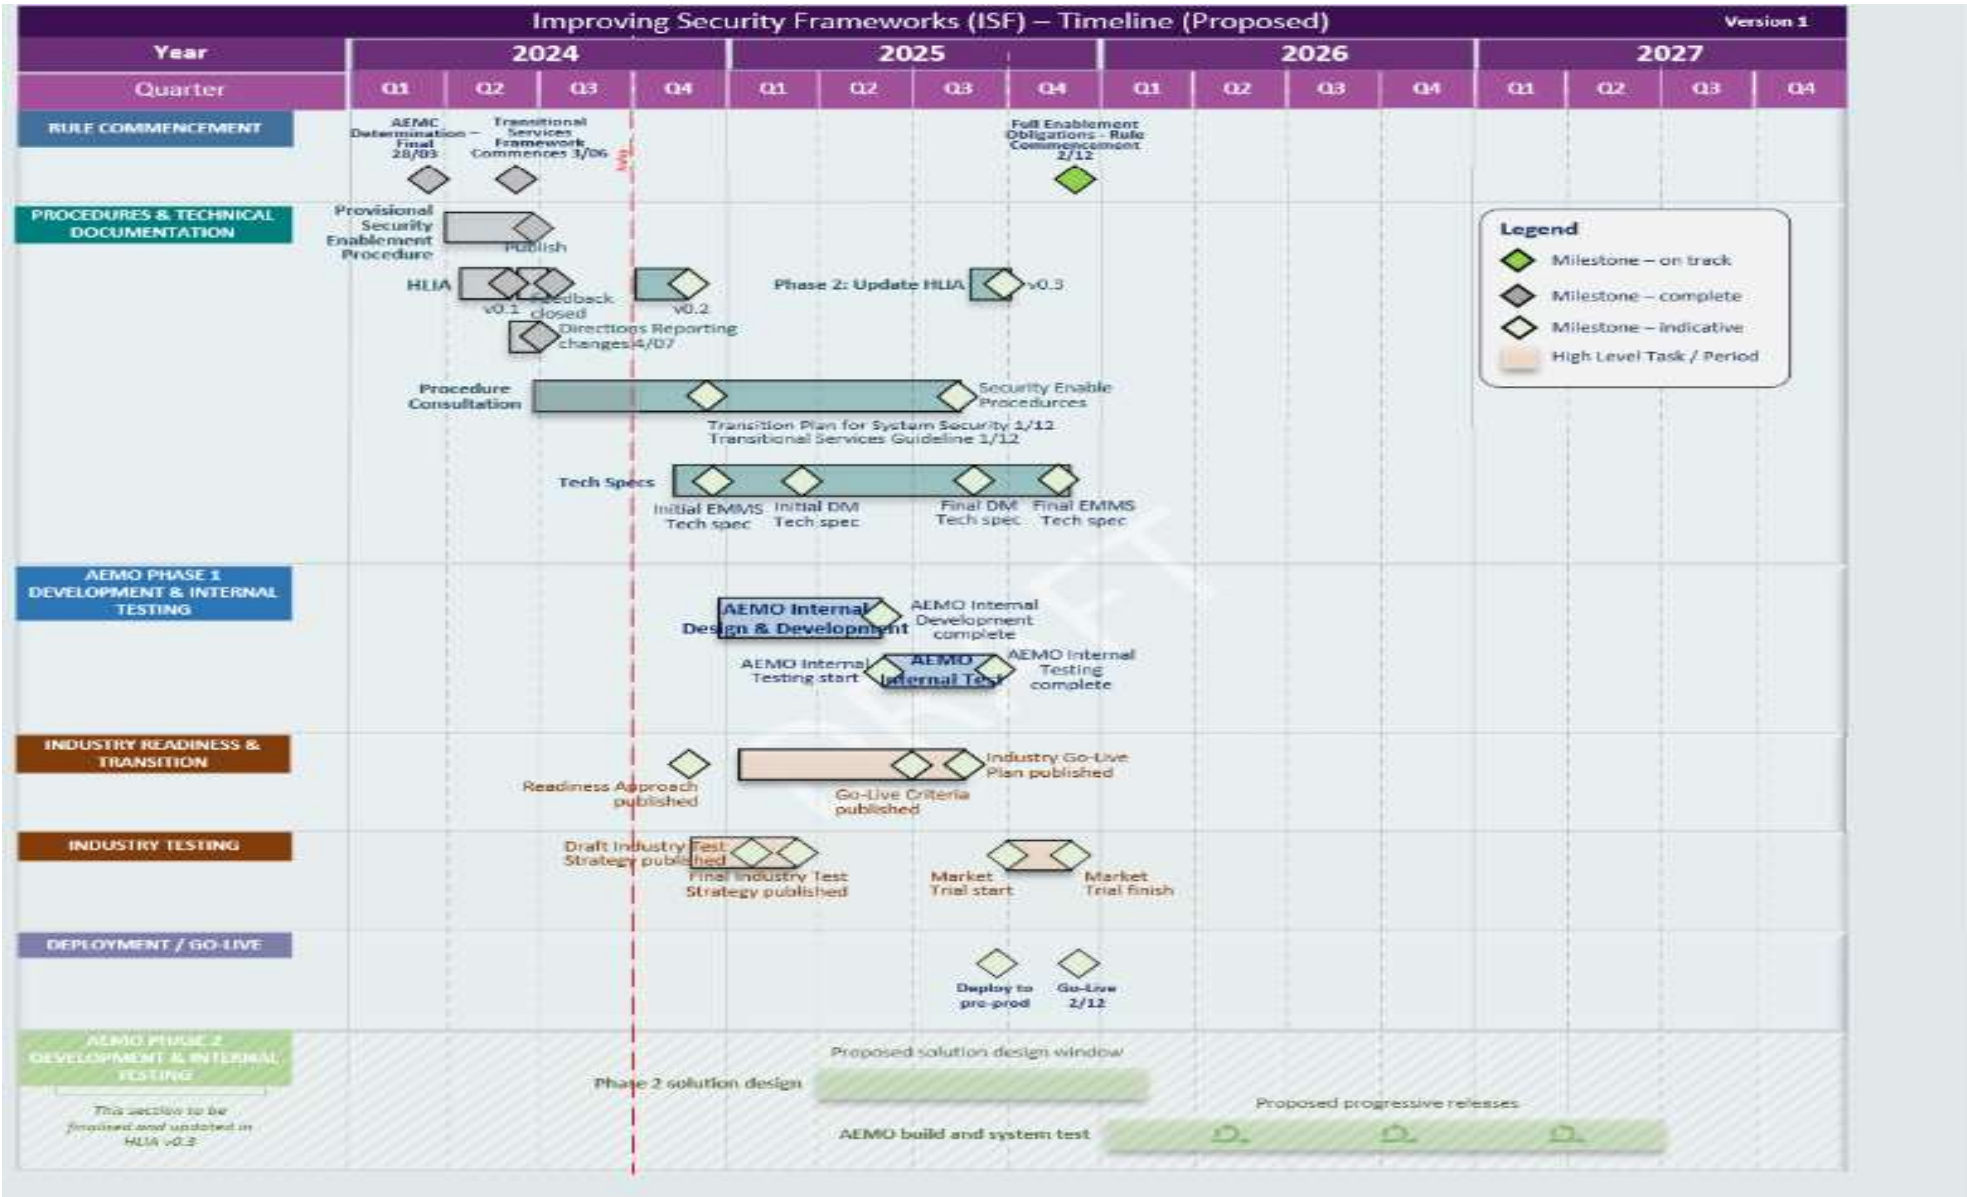 Improving Security Frameworks (ISF) – Timeline (Proposed)
Version 1
Year
2024
2025
2026
2027
Quarter
Q1
Q2
Q3
Q4
Q1
Q2
Q3
Q4
Q1
Q2
Q3
Q4
Q1
Q2
Q3
Q4
RULE COMMENCEMENT
AEMC
Determination –
Final
28/03
Transitional
Services
Framework
Commences 3/06
Full Enablement
Obligations - Rule
Commencement
2/12
PROCEDURES & TECHNICAL
DOCUMENTATION
Provisional
Security
Enablement
Procedure
Publish
HLIA
v0.1
Feedback
closed
v0.2
Phase 2: Update HLIA
v0.3
Directions Reporting
changes 4/07
Procedure
Consultation
Security Enable
Procedurces
Transition Plan for System Security 1/12
Transitional Services Guideline 1/12
Tech Specs
Initial EMMS
Tech spec
Initial DM
Tech spec
Final DM
Tech spec
Final EMMS
Tech spec
Legend
Milestone – on track
Milestone – complete
Milestone – indicative
High Level Task / Period
AEMO PHASE 1
DEVELOPMENT & INTERNAL
TESTING
AEMO Internal
Design & Development
AEMO Internal
Development
complete
AEMO Internal
Testing start
AEMO
Internal Test
AEMO Internal
Testing
complete
DRAFT
INDUSTRY READINESS &
TRANSITION
Readiness Approach
published
Go-Live Criteria
published
Industry Go-Live
Plan published
INDUSTRY TESTING
Draft Industry Test
Strategy published
Final Industry Test
Strategy published
Market
Trial start
Market
Trial finish
DEPLOYMENT / GO-LIVE
Deploy to
pre-prod
Go-Live
2/12
AEMO PHASE 2
DEVELOPMENT & INTERNAL
TESTING
This section to be
finalised and updated in
HLIA v0.3
Proposed solution design window
Phase 2 solution design
Proposed progressive releases
AEMO build and system test